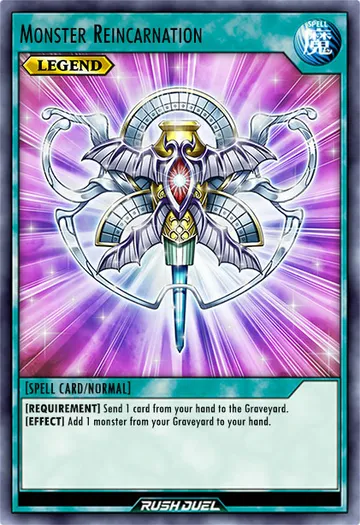 MONSTER REINCARNATION
SPELL
魔
LEGEND
[SPELL CARD/NORMAL]
[REQUIREMENT] Send 1 card from your hand to the Graveyard.
[EFFECT] Add 1 monster from your Graveyard to your hand.
RUSH DUEL